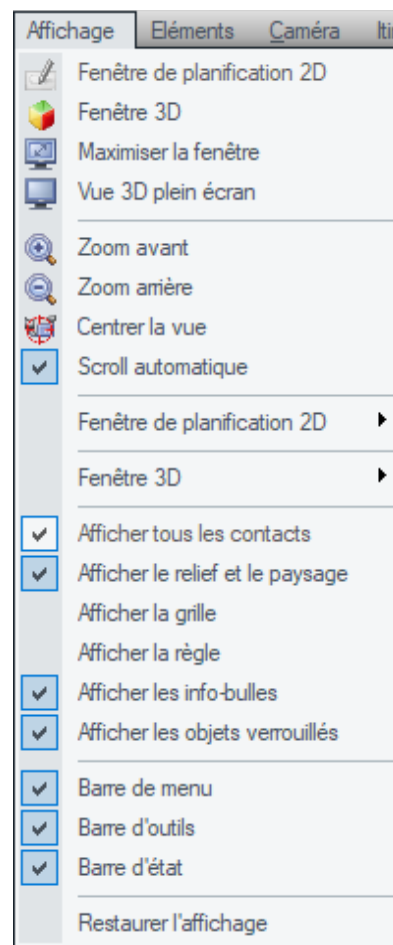 Affichage Eléments Caméra Iti
Fenêtre de planification 2D
Fenêtre 3D
Maximiser la fenêtre
Vue 3D plein écran
Zoom avant
Zoom arrière
Centrer la vue
Scroll automatique
Fenêtre de planification 2D
Fenêtre 3D
Afficher tous les contacts
Afficher le relief et le paysage
Afficher la grille
Afficher la règle
Afficher les info-bulles
Afficher les objets verrouillés
Barre de menu
Barre d'outils
Barre d'état
Restaurer l'affichage